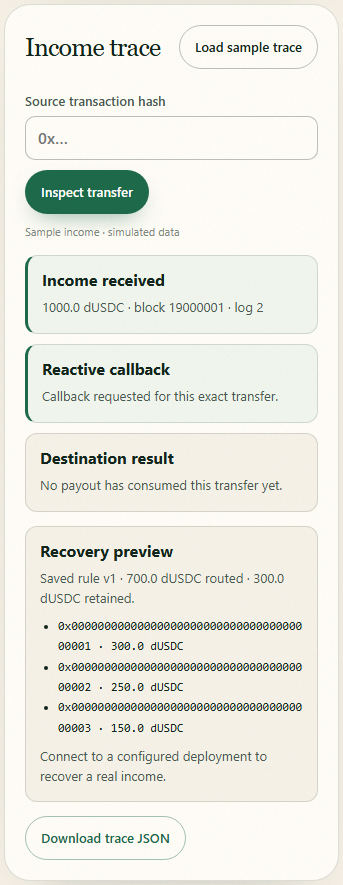 Income trace
Load sample trace
Source transaction hash
0x...
Inspect transfer
Sample income · simulated data
Income received
1000.0 dUSDC · block 19000001 · log 2
Reactive callback
Callback requested for this exact transfer.
Destination result
No payout has consumed this transfer yet.
Recovery preview
Saved rule v1 · 700.0 dUSDC routed · 300.0
dUSDC retained.
• 0x00000000000000000000000000000000000
00001 · 300.0 dUSDC
• 0x00000000000000000000000000000000000
00002 · 250.0 dUSDC
• 0x00000000000000000000000000000000000
00003 · 150.0 dUSDC
Connect to a configured deployment to
recover a real income.
Download trace JSON